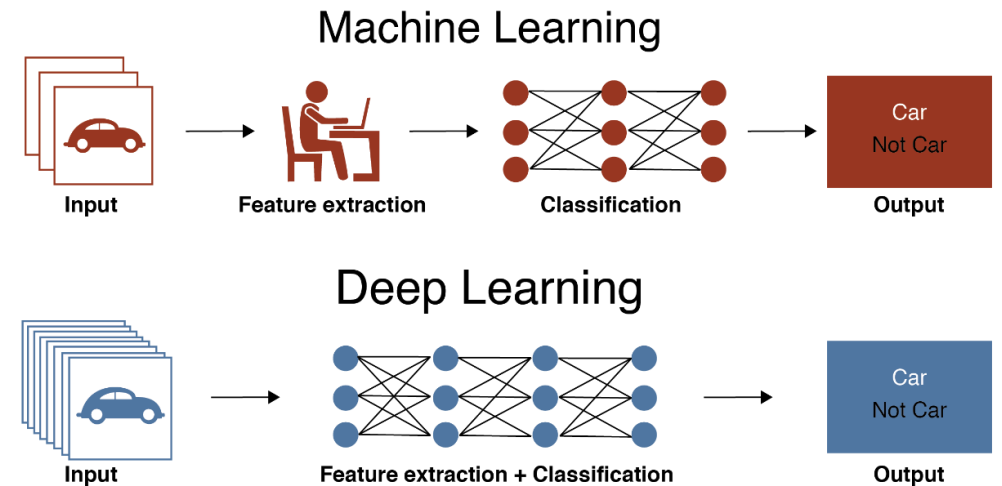 Machine Learning
Input
Feature extraction
Classification
Car
Not Car
Output
Deep Learning
Input
Feature extraction + Classification
Car
Not Car
Output